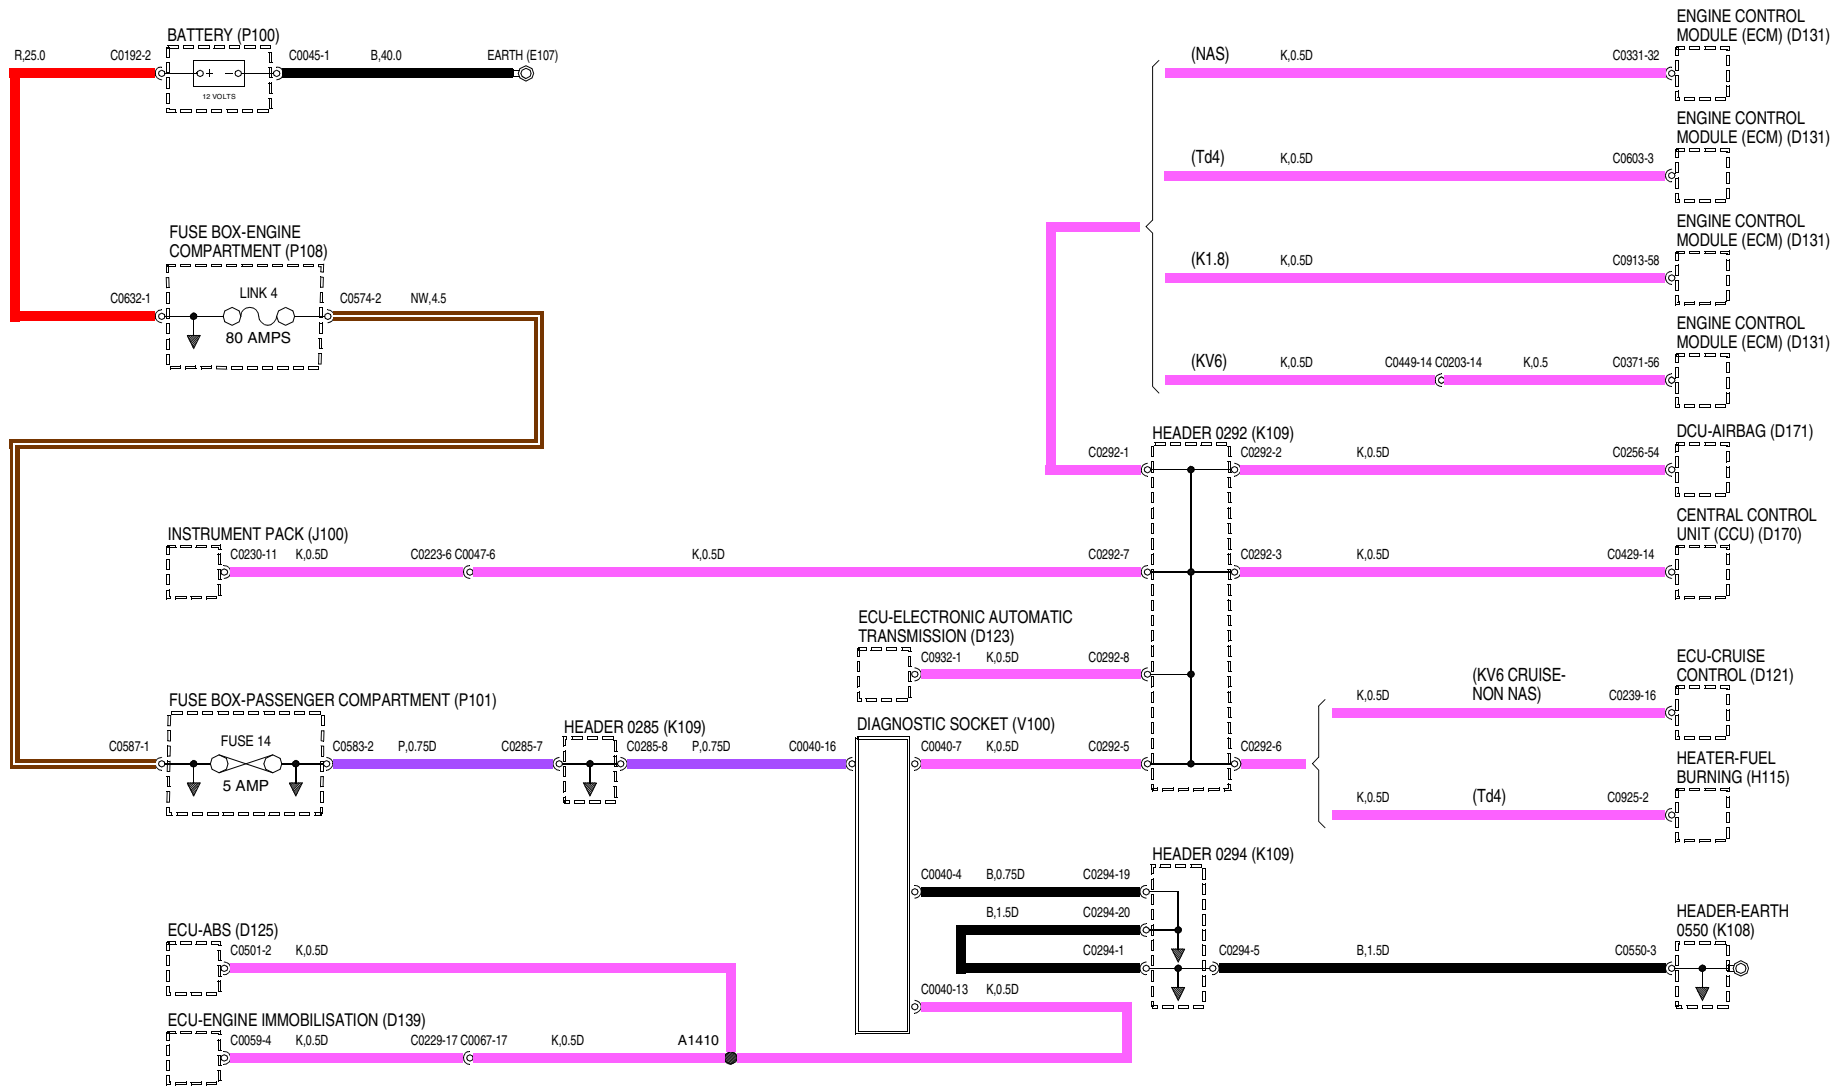 BATTERY (P100)
R,25.0
C0192-2
C0045-1
B,40.0
EARTH (E107)
+ -
12 VOLTS
FUSE BOX-ENGINE
COMPARTMENT (P108)
C0632-1
LINK 4
80 AMPS
C0574-2
NW,4.5
ENGINE CONTROL
MODULE (ECM) (D131)
(NAS)
K,0.5D
C0331-32
ENGINE CONTROL
MODULE (ECM) (D131)
(Td4)
K,0.5D
C0603-3
ENGINE CONTROL
MODULE (ECM) (D131)
(K1.8)
K,0.5D
C0913-58
ENGINE CONTROL
MODULE (ECM) (D131)
(KV6)
K,0.5D
C0449-14 C0203-14
K,0.5
C0371-56
HEADER 0292 (K109)
DCU-AIRBAG (D171)
C0292-1
C0292-2
K,0.5D
C0256-54
INSTRUMENT PACK (J100)
C0230-11
K,0.5D
C0223-6 C0047-6
K,0.5D
C0292-7
CENTRAL CONTROL
UNIT (CCU) (D170)
C0292-3
K,0.5D
C0429-14
ECU-ELECTRONIC AUTOMATIC
TRANSMISSION (D123)
C0932-1
K,0.5D
C0292-8
ECU-CRUISE
CONTROL (D121)
(KV6 CRUISE-
NON NAS)
K,0.5D
C0239-16
FUSE BOX-PASSENGER COMPARTMENT (P101)
C0587-1
FUSE 14
5 AMP
C0583-2
P,0.75D
C0285-7
HEADER 0285 (K109)
C0285-8
P,0.75D
C0040-16
DIAGNOSTIC SOCKET (V100)
C0040-7
K,0.5D
C0292-5
C0292-6
HEATER-FUEL
BURNING (H115)
K,0.5D
(Td4)
C0925-2
HEADER 0294 (K109)
C0040-4
B,0.75D
C0294-19
B,1.5D
C0294-20
C0294-1
C0294-5
B,1.5D
C0550-3
HEADER-EARTH
0550 (K108)
C0040-13
K,0.5D
ECU-ABS (D125)
C0501-2
K,0.5D
ECU-ENGINE IMMOBILISATION (D139)
C0059-4
K,0.5D
C0229-17 C0067-17
K,0.5D
A1410